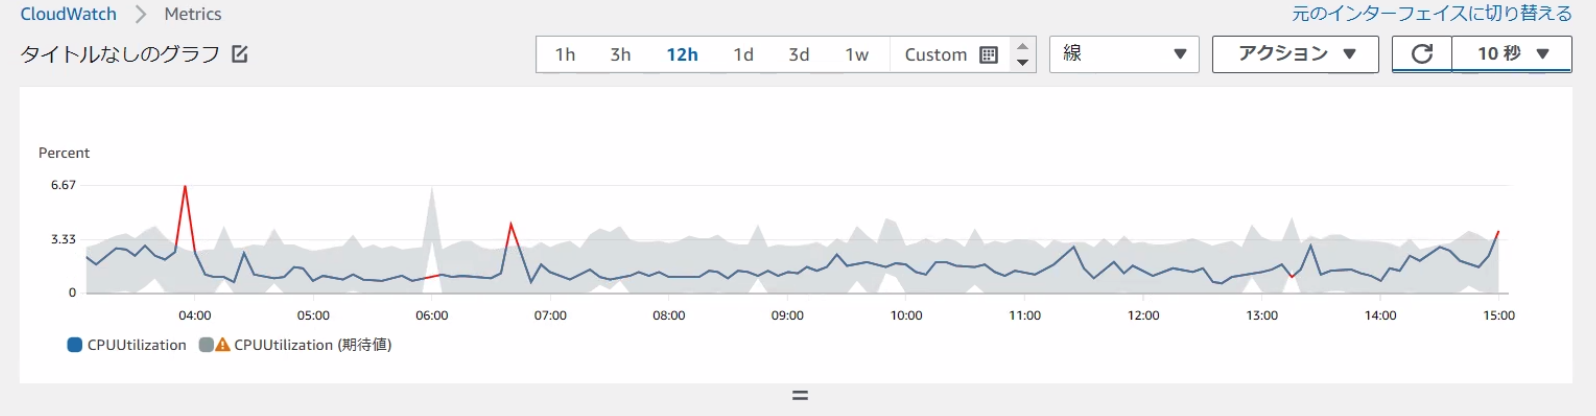 CloudWatch > Metrics
元のインターフェイスに切り替える
タイトルなしのグラフ
1h 3h 12h 1d 3d 1w Custom
線
アクション
10 秒
Percent
6.67
3.33
0
04:00 05:00 06:00 07:00 08:00 09:00 10:00 11:00 12:00 13:00 14:00 15:00
CPUUtilization CPUUtilization (期待値)